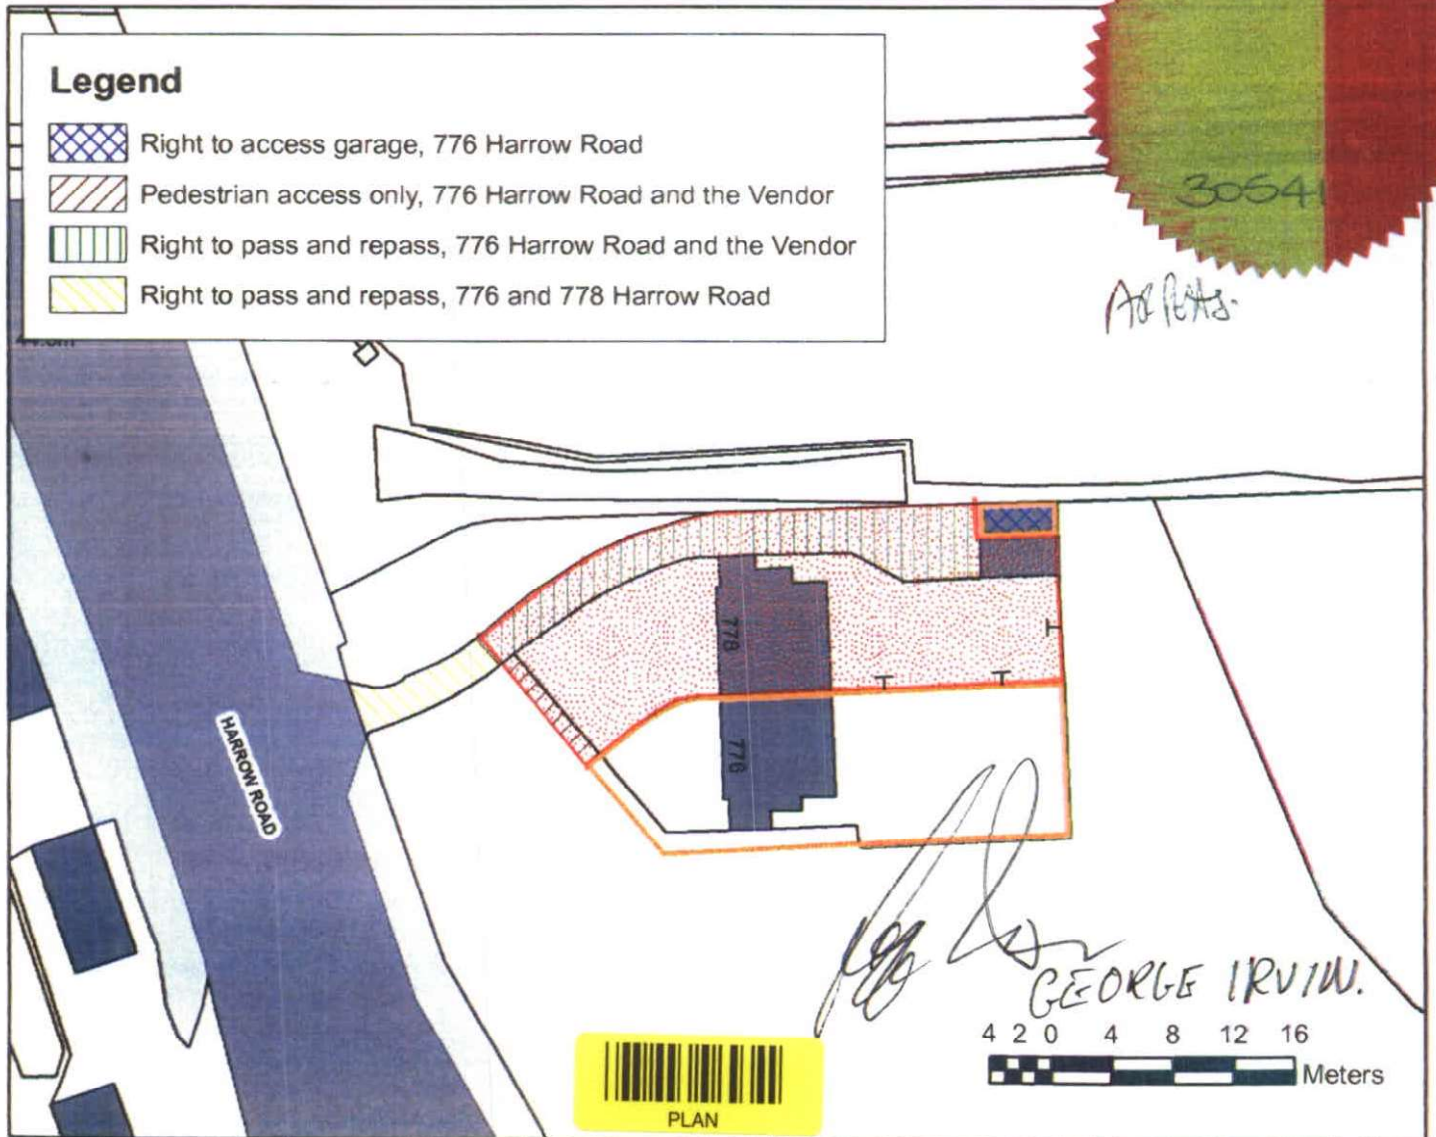 Legend
Right to access garage, 776 Harrow Road
Pedestrian access only, 776 Harrow Road and the Vendor
Right to pass and repass, 776 Harrow Road and the Vendor
Right to pass and repass, 776 and 778 Harrow Road
30541
778
776
HARROW ROAD
GEORGE IRVIN.
4 2 0 4 8 12 16
Meters
PLAN